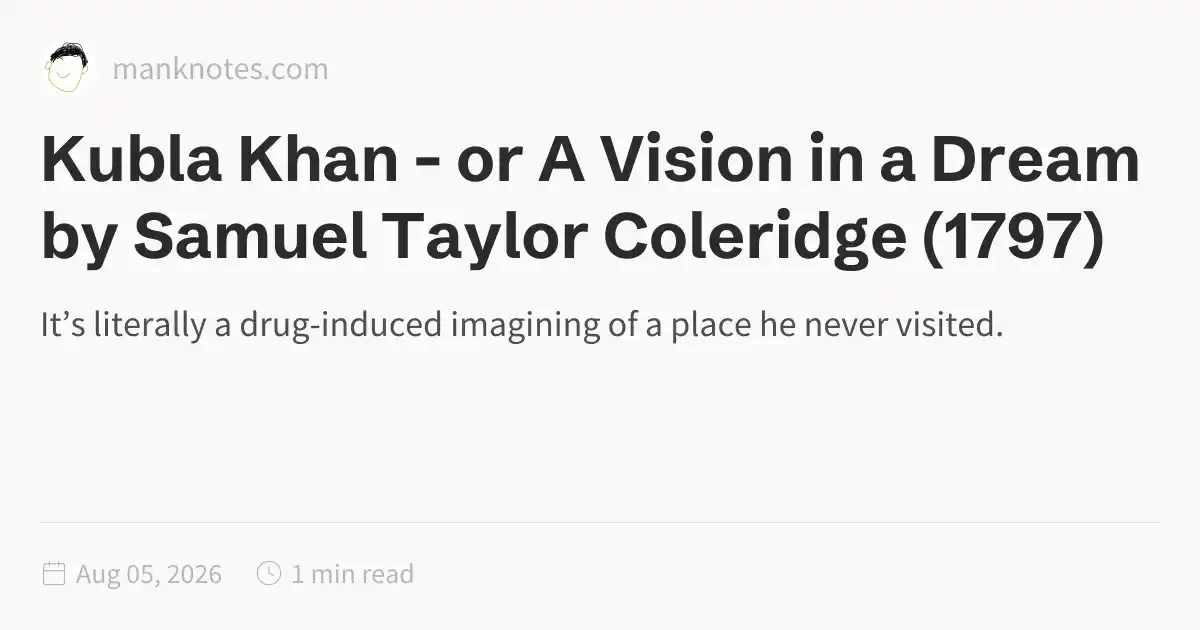 manknotes.com
Kubla Khan - or A Vision in a Dream
by Samuel Taylor Coleridge (1797)
It’s literally a drug-induced imagining of a place he never visited.
Aug 05, 2026 1 min read